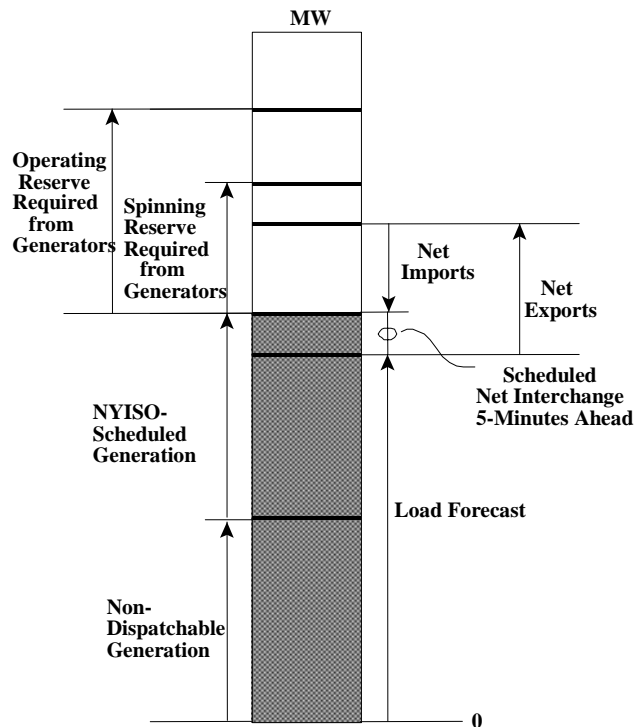 MW
Operating
Reserve
Required
from
Generators
Spinning
Reserve
Required
from
Generators
Net
Imports
Net
Exports
Scheduled
Net Interchange
5-Minutes Ahead
NYISO-
Scheduled
Generation
Load Forecast
Non-
Dispatchable
Generation
0